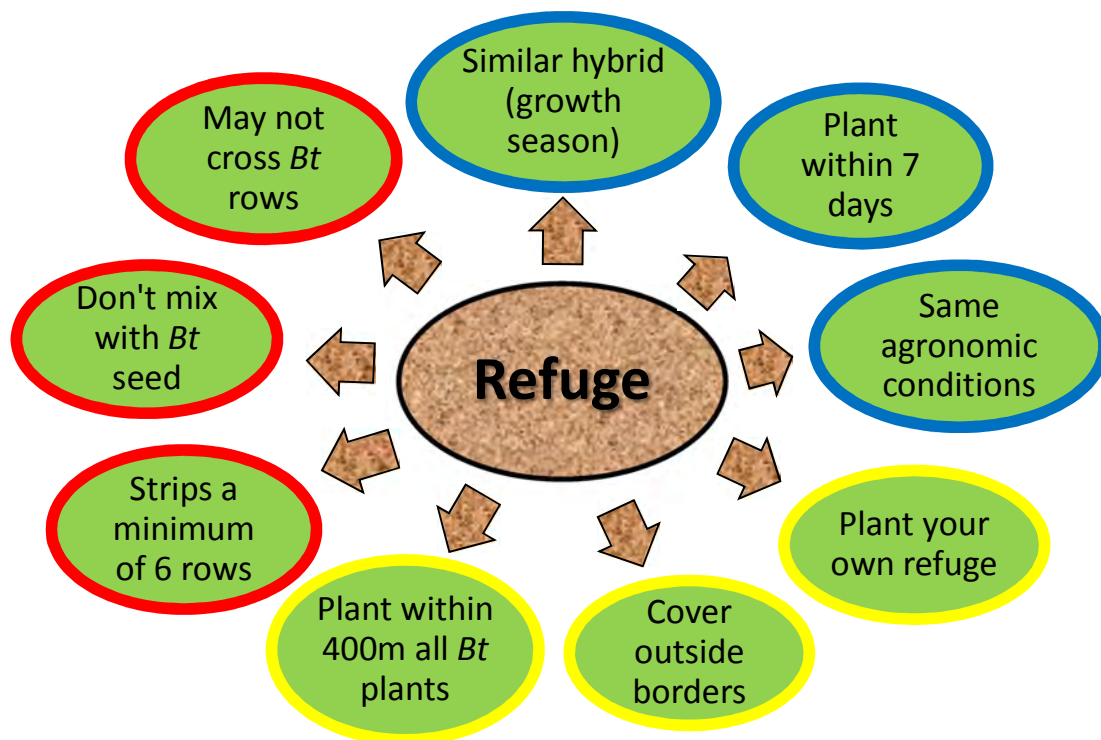 Similar hybrid
(growth
season)
Plant
within 7
days
Same
agronomic
conditions
Plant your
own refuge
Cover
outside
borders
Plant within
400m all Bt
plants
Strips a
minimum
of 6 rows
Don't mix
with Bt
seed
May not
cross Bt
rows
Refuge